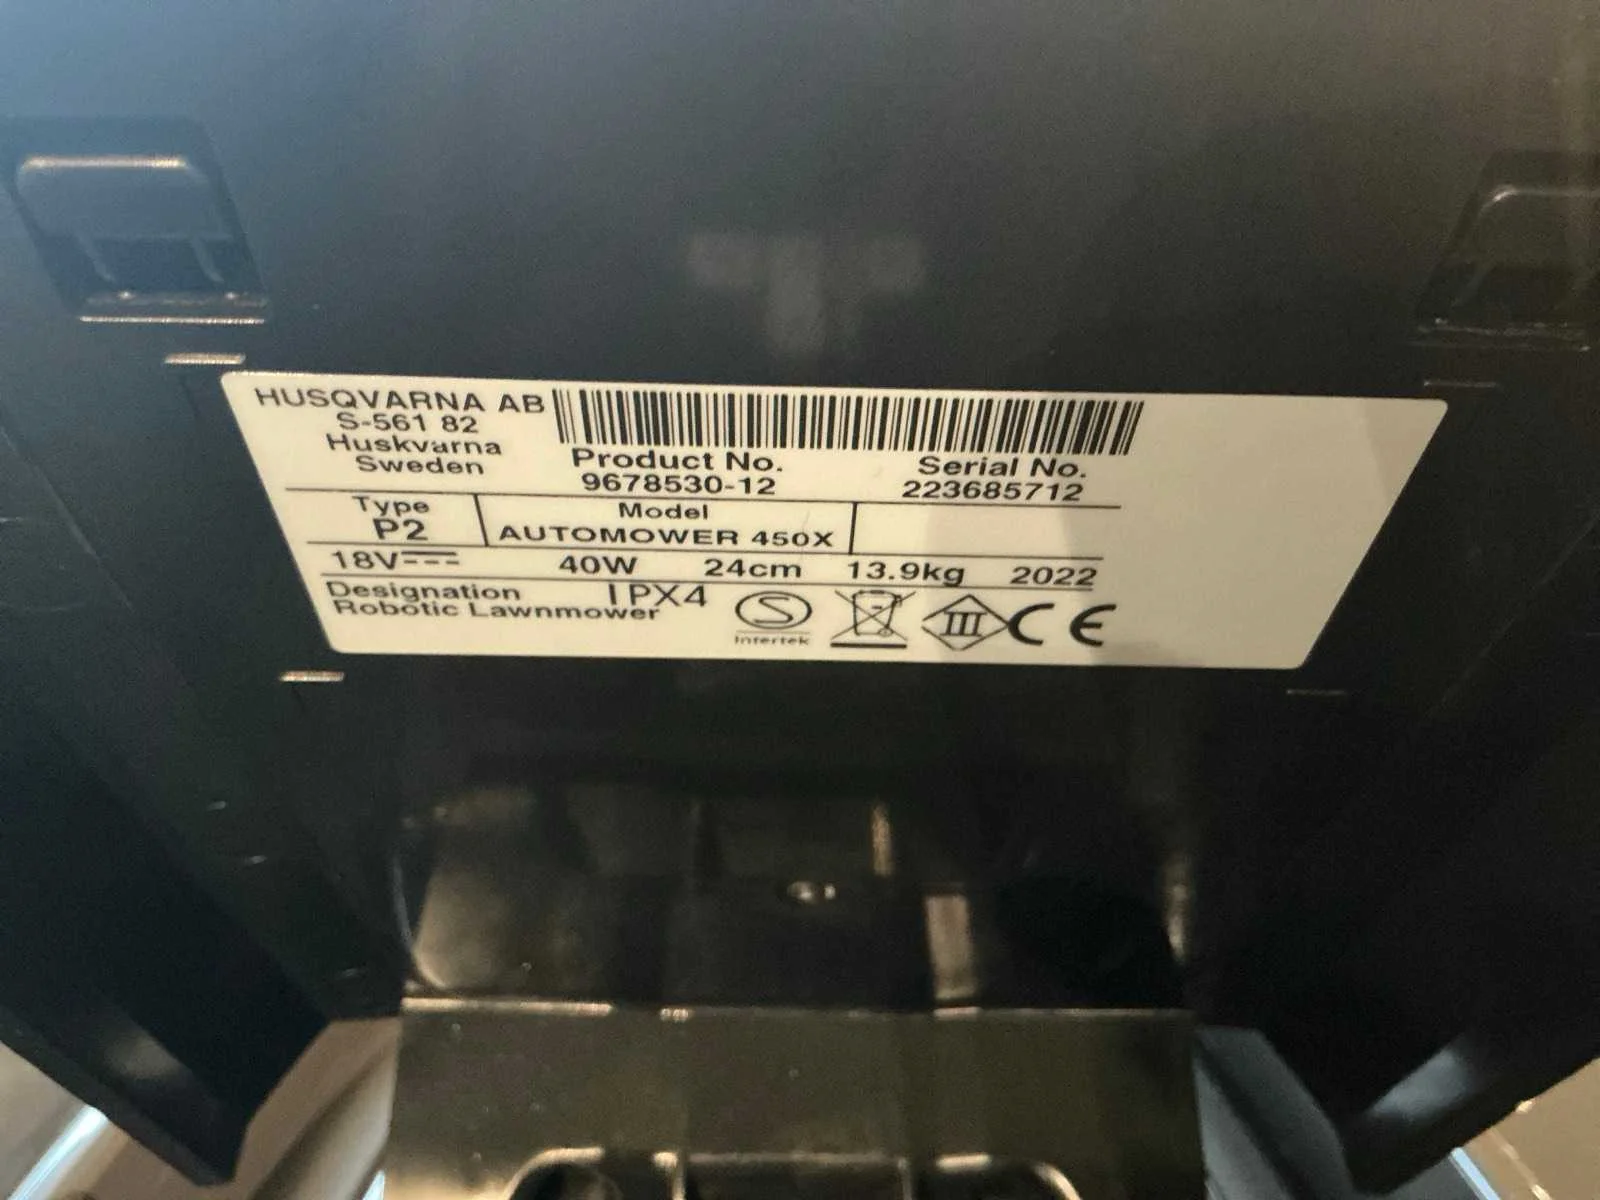 HUSQVARNA AB
S-561 82
Huskvarna
Sweden
Product No. Serial No.
9678530-12 223685712
Type Model
P2 AUTOMOWER 450X
18V 40W 24cm 13.9kg 2022
Designation IPX4
Robotic Lawnmower
S
Intertek
III
CE